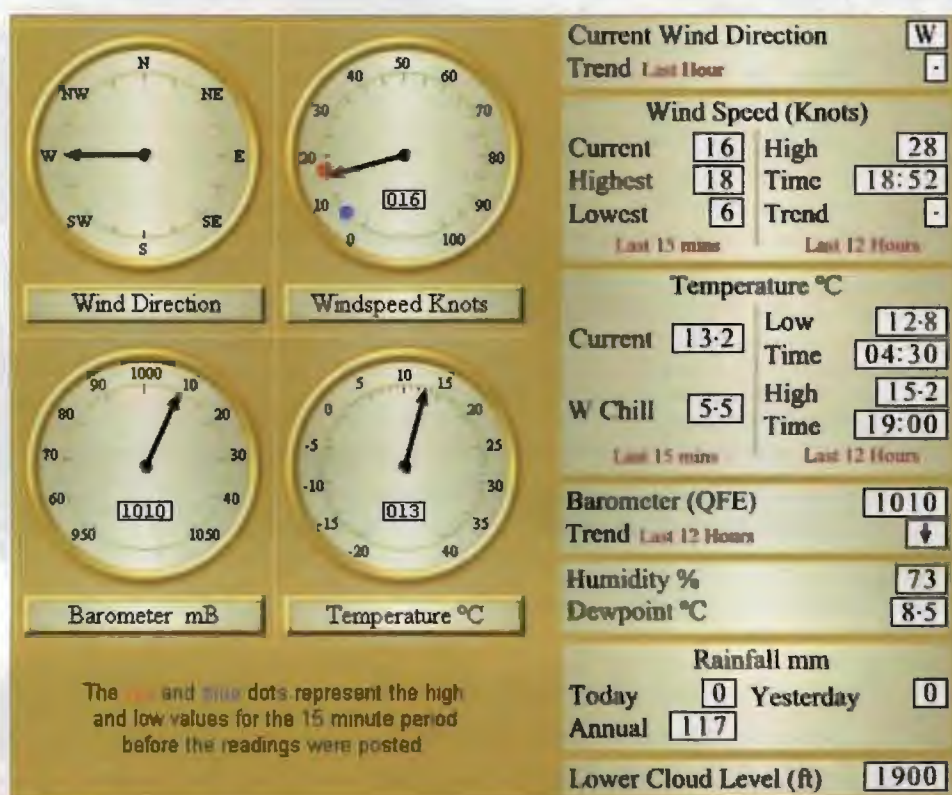 N
NE
E
SE
S
SW
W
NW
Wind Direction
0
10
20
30
40
50
60
70
80
90
100
016
Windspeed Knots
950
60
70
80
90
1000
10
20
30
40
1050
1010
Barometer mB
-20
-15
-10
-5
0
5
10
15
20
25
30
35
40
013
Temperature ºC
The red and blue dots represent the high
and low values for the 15 minute period
before the readings were posted
Current Wind Direction W
Trend Last Hour -
Wind Speed (Knots)
Current 16 High 28
Highest 18 Time 18:52
Lowest 6 Trend -
Last 15 mins Last 12 Hours
Temperature ºC
Current 13·2 Low 12·8
Time 04:30
W Chill 5·5 High 15·2
Time 19:00
Last 15 mins Last 12 Hours
Barometer (QFE) 1010
Trend Last 12 Hours
Humidity % 73
Dewpoint ºC 8·5
Rainfall mm
Today 0 Yesterday 0
Annual 117
Lower Cloud Level (ft) 1900